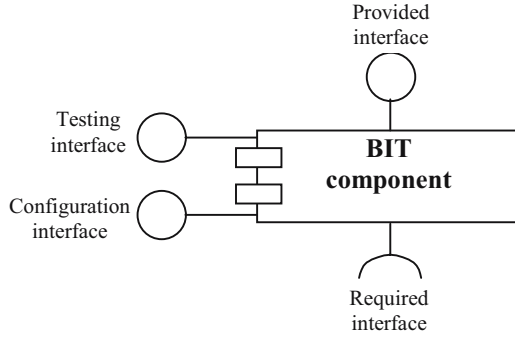 Provided
interface
Testing
interface
BIT
component
Configuration
interface
Required
interface